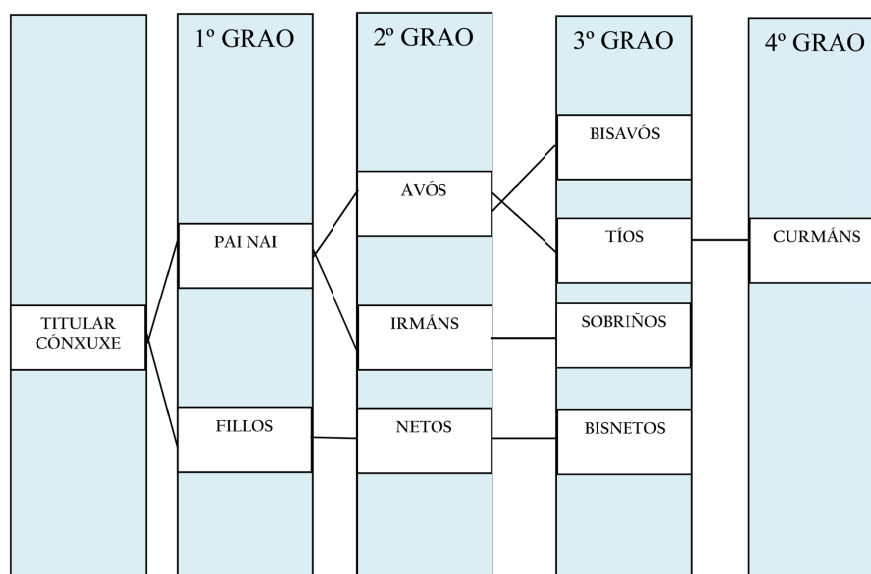 1º GRAO
2º GRAO
3º GRAO
4º GRAO
BISAVÓS
AVÓS
PAI NAI
TÍOS
CURMÁNS
TITULAR
CÓNXUXE
IRMÁNS
SOBRIÑOS
FILLOS
NETOS
BISNETOS